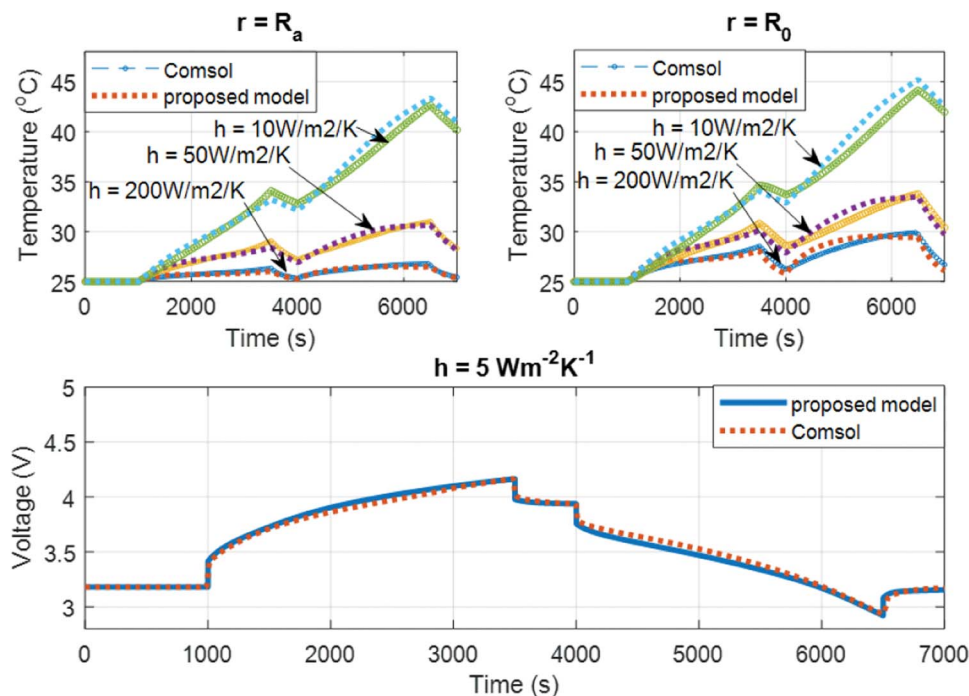 r = Rₐ
Temperature (°C)
45
40
35
30
25
Comsol
proposed model
h = 10W/m2/K
h = 50W/m2/K
h = 200W/m2/K
2000 4000 6000
Time (s)
r = R₀
Temperature (°C)
45
40
35
30
25
Comsol
proposed model
h = 10W/m2/K
h = 50W/m2/K
h = 200W/m2/K
0 2000 4000 6000
Time (s)
h = 5 Wm⁻²K⁻¹
Voltage (V)
5
4.5
4
3.5
3
proposed model
Comsol
0 1000 2000 3000 4000 5000 6000 7000
Time (s)